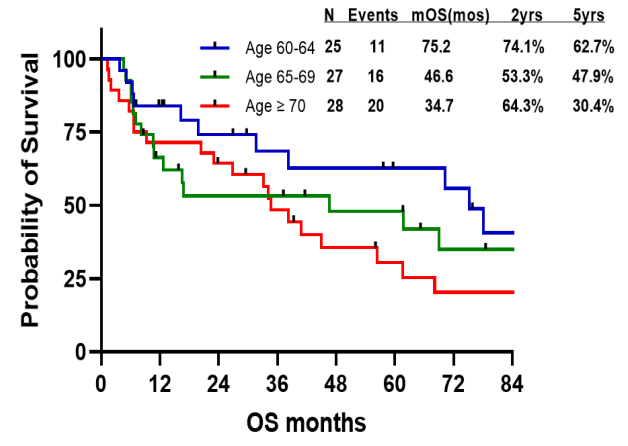 N Events mOS(mos) 2yrs 5yrs
Age 60-64 25 11 75.2 74.1% 62.7%
Age 65-69 27 16 46.6 53.3% 47.9%
Age ≥ 70 28 20 34.7 64.3% 30.4%
Probability of Survival
100
75
50
25
0
0 12 24 36 48 60 72 84
OS months